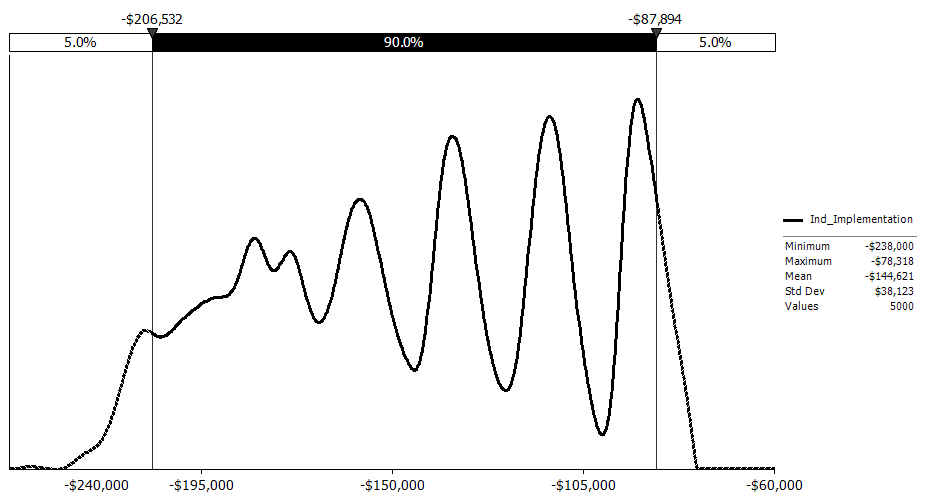 -$206,532 -$87,894
5.0% 90.0% 5.0%
Ind_Implementation
Minimum -$238,000
Maximum -$78,318
Mean -$144,621
Std Dev $38,123
Values 5000
-$240,000 -$195,000 -$150,000 -$105,000 -$60,000